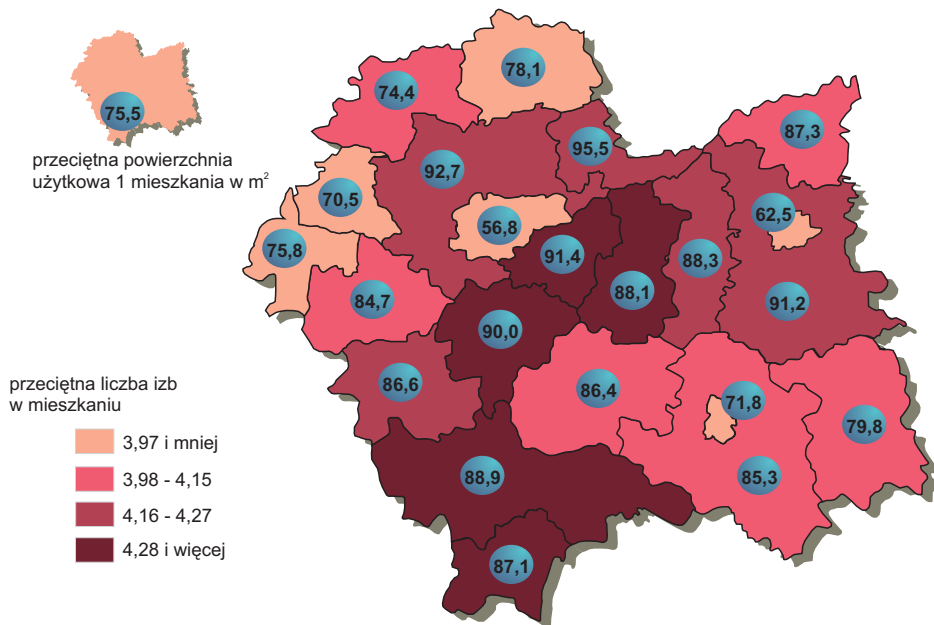 75,5
przeciętna powierzchnia
użytkowa 1 mieszkania w m²
78,1
74,4
87,3
95,5
92,7
70,5
62,5
56,8
75,8
91,4
88,3
88,1
84,7
91,2
90,0
86,6
86,4
71,8
79,8
88,9
85,3
87,1
przeciętna liczba izb
w mieszkaniu
3,97 i mniej
3,98 - 4,15
4,16 - 4,27
4,28 i więcej